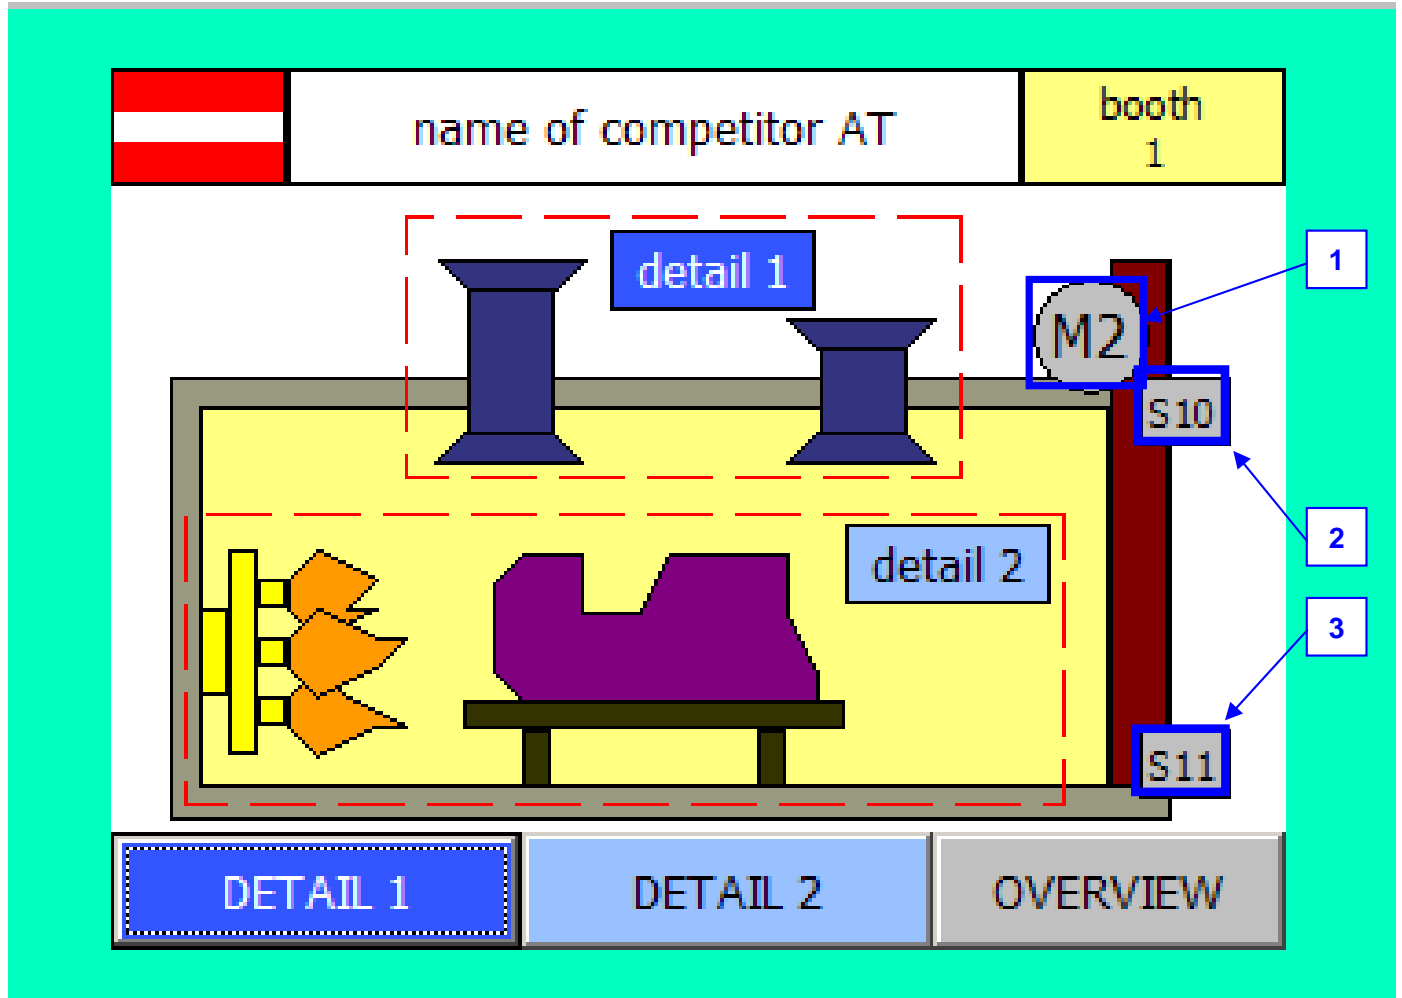 name of competitor AT
booth
1
detail 1
1
M2
S10
2
detail 2
3
S11
DETAIL 1
DETAIL 2
OVERVIEW